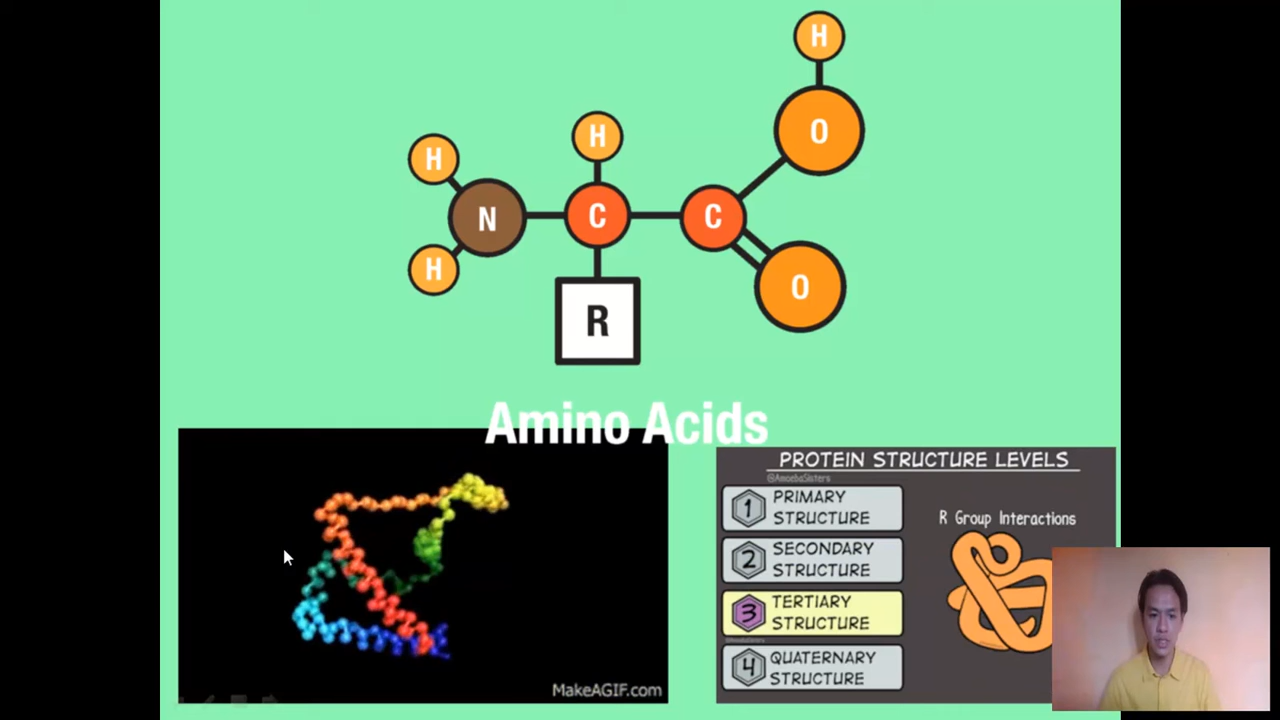 H
O
H
H
N
C
C
H
R
O
Amino Acids
MakeAGIF.com
PROTEIN STRUCTURE LEVELS
@AmoebaSisters
1 PRIMARY
STRUCTURE
2 SECONDARY
STRUCTURE
3 TERTIARY
STRUCTURE
4 QUATERNARY
STRUCTURE
R Group Interactions